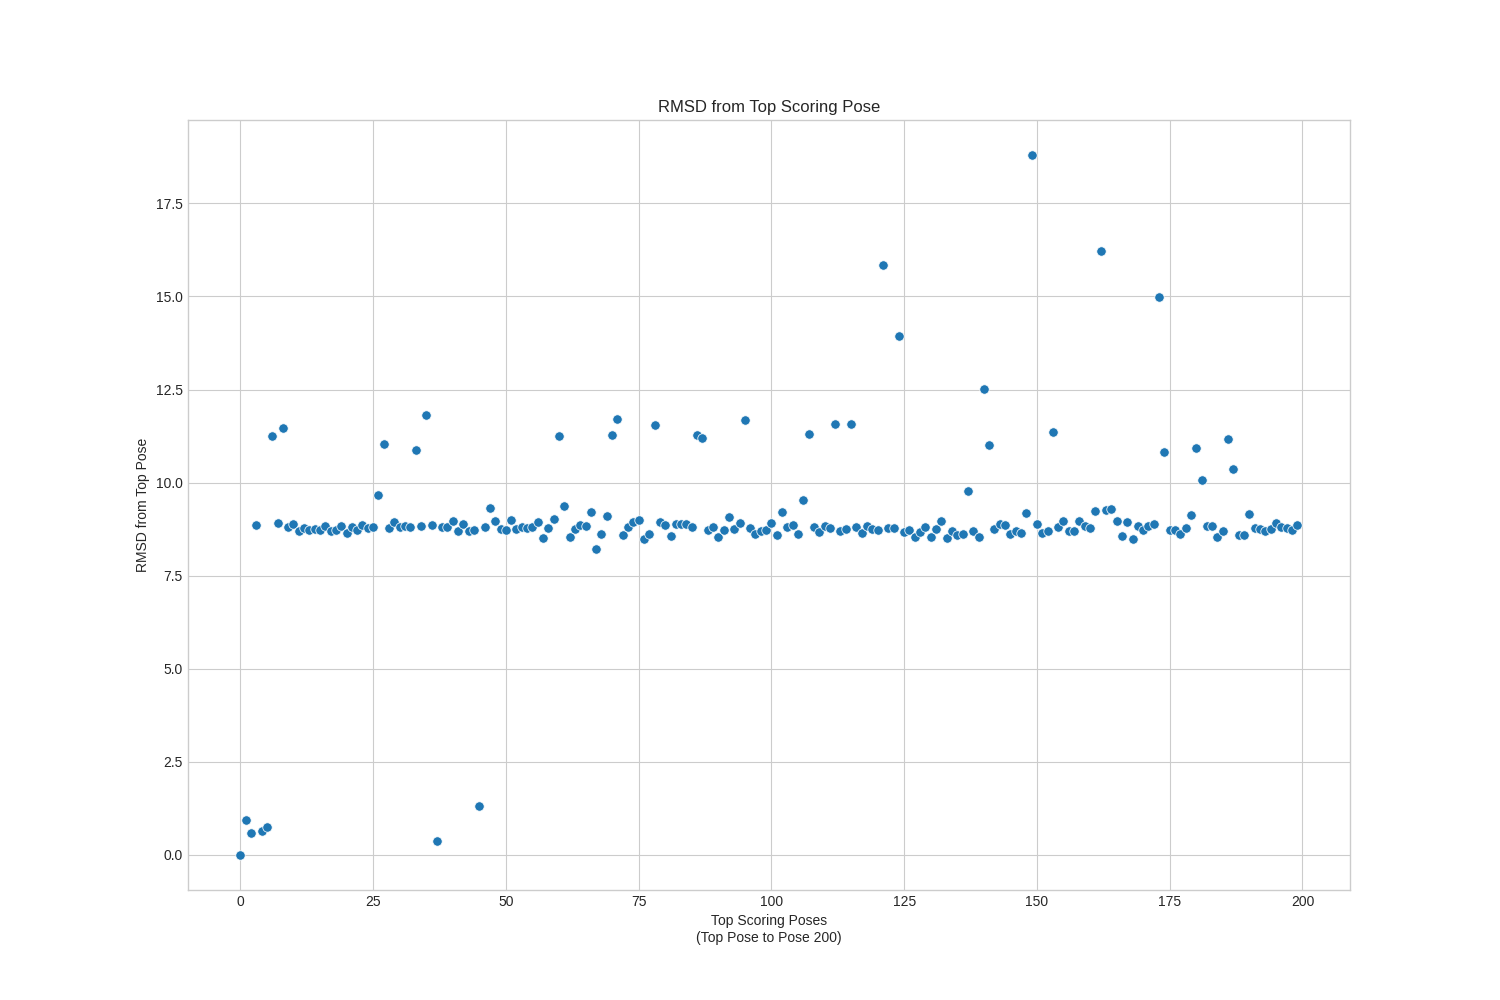 RMSD from Top Scoring Pose
RMSD from Top Pose
17.5
15.0
12.5
10.0
7.5
5.0
2.5
0.0
0 25 50 75 100 125 150 175 200
Top Scoring Poses
(Top Pose to Pose 200)